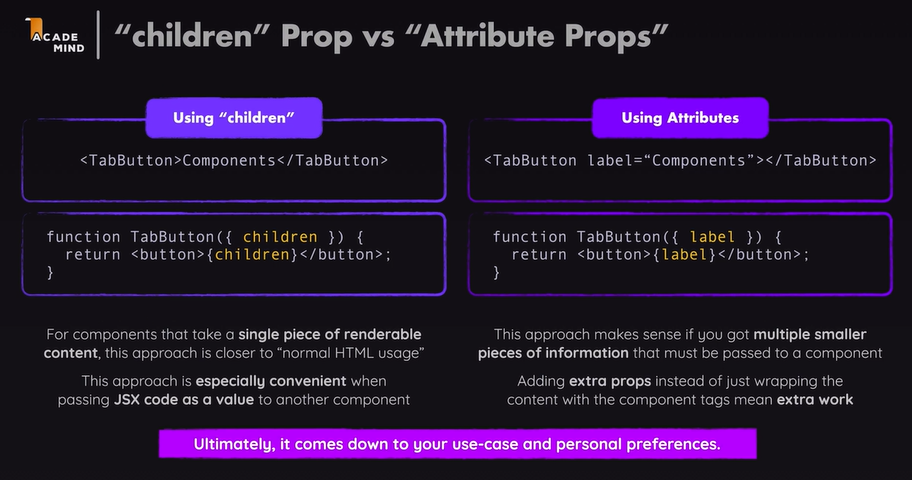 ACADE
MIND
“children” Prop vs “Attribute Props”
Using “children”
<TabButton>Components</TabButton>
function TabButton({ children }) {
  return <button>{children}</button>;
}
For components that take a single piece of renderable
content, this approach is closer to “normal HTML usage”
This approach is especially convenient when
passing JSX code as a value to another component
Using Attributes
<TabButton label=“Components”></TabButton>
function TabButton({ label }) {
  return <button>{label}</button>;
}
This approach makes sense if you got multiple smaller
pieces of information that must be passed to a component
Adding extra props instead of just wrapping the
content with the component tags mean extra work
Ultimately, it comes down to your use-case and personal preferences.